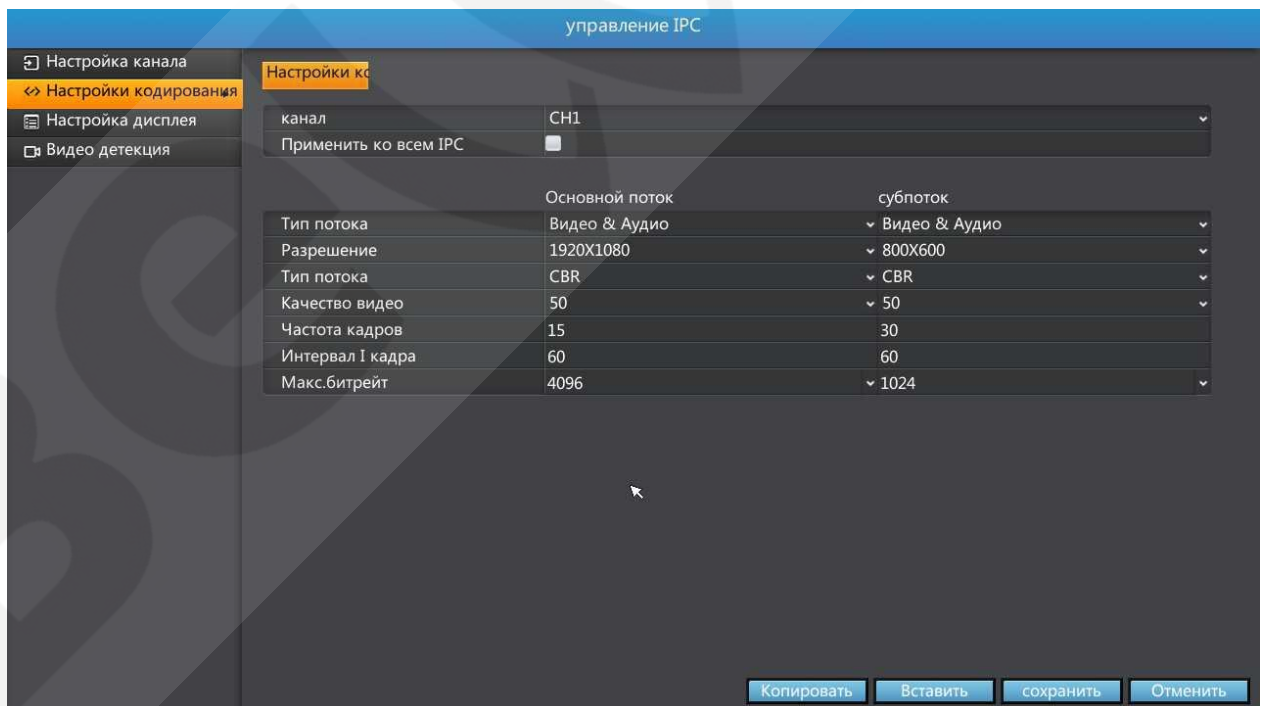 управление IPC
Настройка канала
Настройки кодирования
Настройка дисплея
Видео детекция
Настройки ко
канал CH1
Применить ко всем IPC
Основной поток субпоток
Тип потока Видео & Аудио Видео & Аудио
Разрешение 1920X1080 800X600
Тип потока CBR CBR
Качество видео 50 50
Частота кадров 15 30
Интервал I кадра 60 60
Макс.битрейт 4096 1024
Копировать Вставить сохранить Отменить